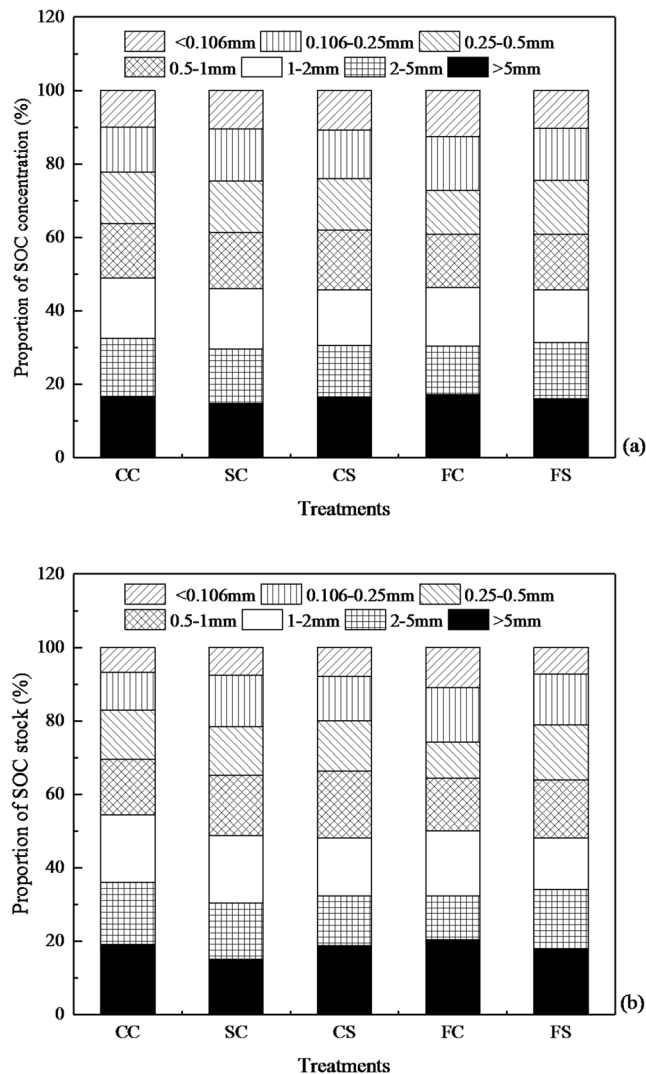 120
100
80
60
40
20
0
Proportion of SOC concentration (%)
<0.106mm 0.106-0.25mm 0.25-0.5mm
0.5-1mm 1-2mm 2-5mm >5mm
CC SC CS FC FS
(a)
Treatments
120
100
80
60
40
20
0
Proportion of SOC stock (%)
<0.106mm 0.106-0.25mm 0.25-0.5mm
0.5-1mm 1-2mm 2-5mm >5mm
CC SC CS FC FS
(b)
Treatments